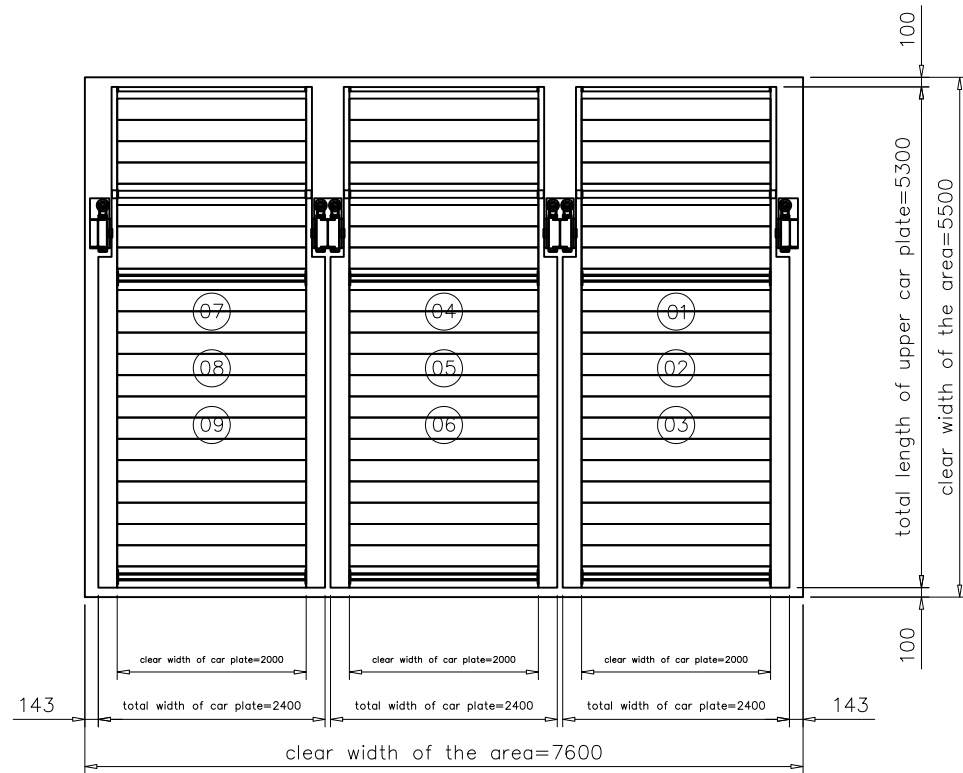 100
total length of upper car plate=5300
clear width of the area=5500
07
04
01
08
05
02
09
06
03
100
clear width of car plate=2000
clear width of car plate=2000
clear width of car plate=2000
143
total width of car plate=2400
total width of car plate=2400
total width of car plate=2400
143
clear width of the area=7600